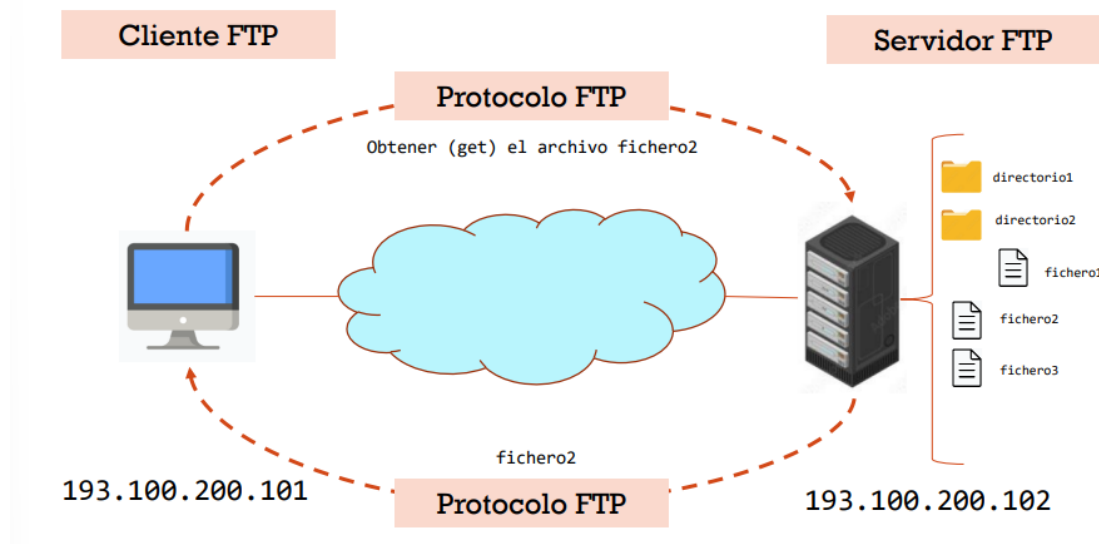 Cliente FTP
Servidor FTP
Protocolo FTP
Obtener (get) el archivo fichero2
directorio1
directorio2
fichero1
fichero2
fichero3
fichero2
193.100.200.101
Protocolo FTP
193.100.200.102